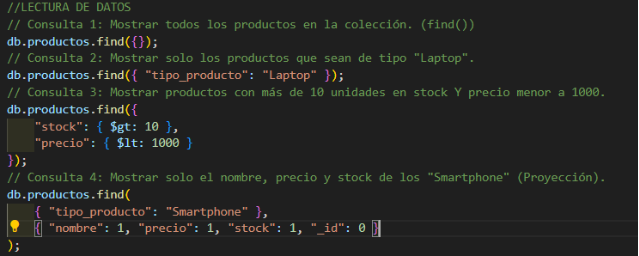 //LECTURA DE DATOS
// Consulta 1: Mostrar todos los productos en la colección. (find())
db.productos.find({});
// Consulta 2: Mostrar solo los productos que sean de tipo "Laptop".
db.productos.find({ "tipo_producto": "Laptop" });
// Consulta 3: Mostrar productos con más de 10 unidades en stock Y precio menor a 1000.
db.productos.find({
    "stock": { $gt: 10 },
    "precio": { $lt: 1000 }
});
// Consulta 4: Mostrar solo el nombre, precio y stock de los "Smartphone" (Proyección).
db.productos.find(
    { "tipo_producto": "Smartphone" },
    { "nombre": 1, "precio": 1, "stock": 1, "_id": 0 }
);